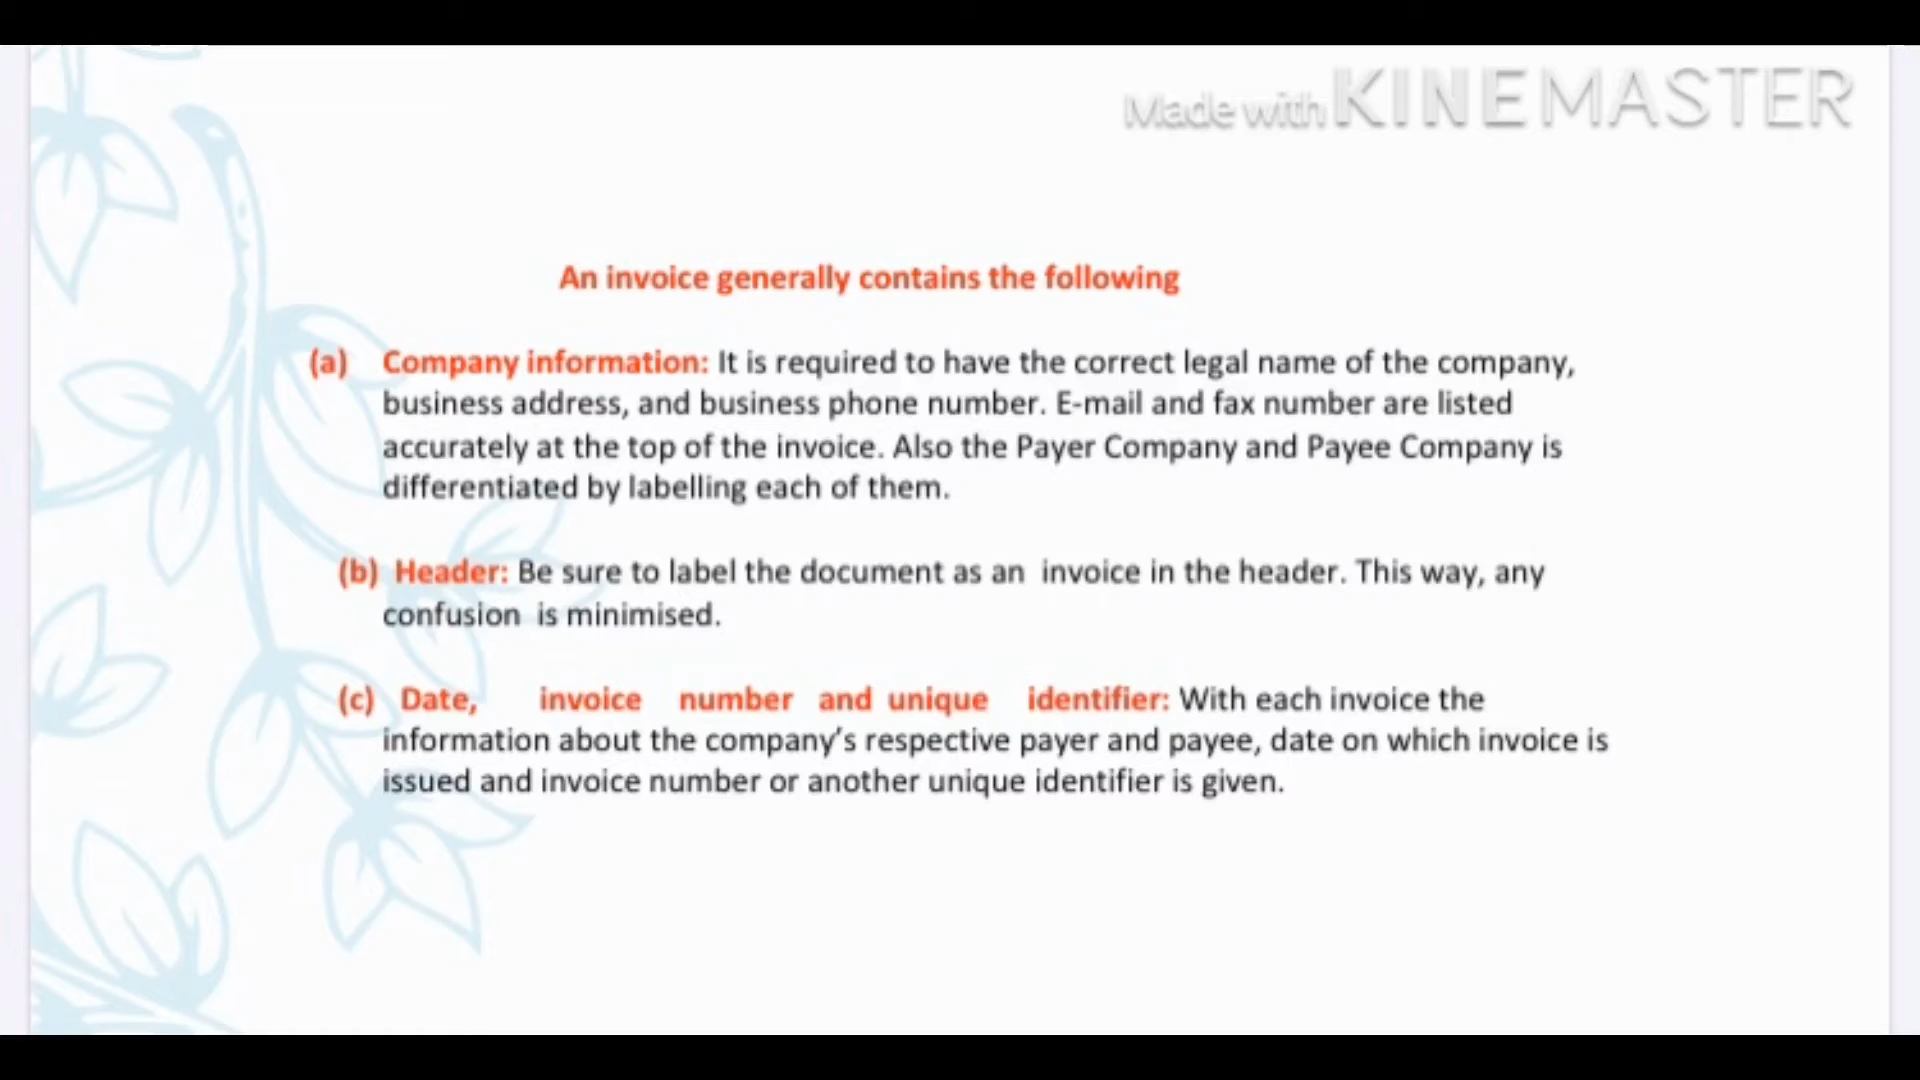 Made with KINEMASTER
An invoice generally contains the following
(a) Company information: It is required to have the correct legal name of the company,
business address, and business phone number. E-mail and fax number are listed
accurately at the top of the invoice. Also the Payer Company and Payee Company is
differentiated by labelling each of them.
(b) Header: Be sure to label the document as an invoice in the header. This way, any
confusion is minimised.
(c) Date, invoice number and unique identifier: With each invoice the
information about the company's respective payer and payee, date on which invoice is
issued and invoice number or another unique identifier is given.